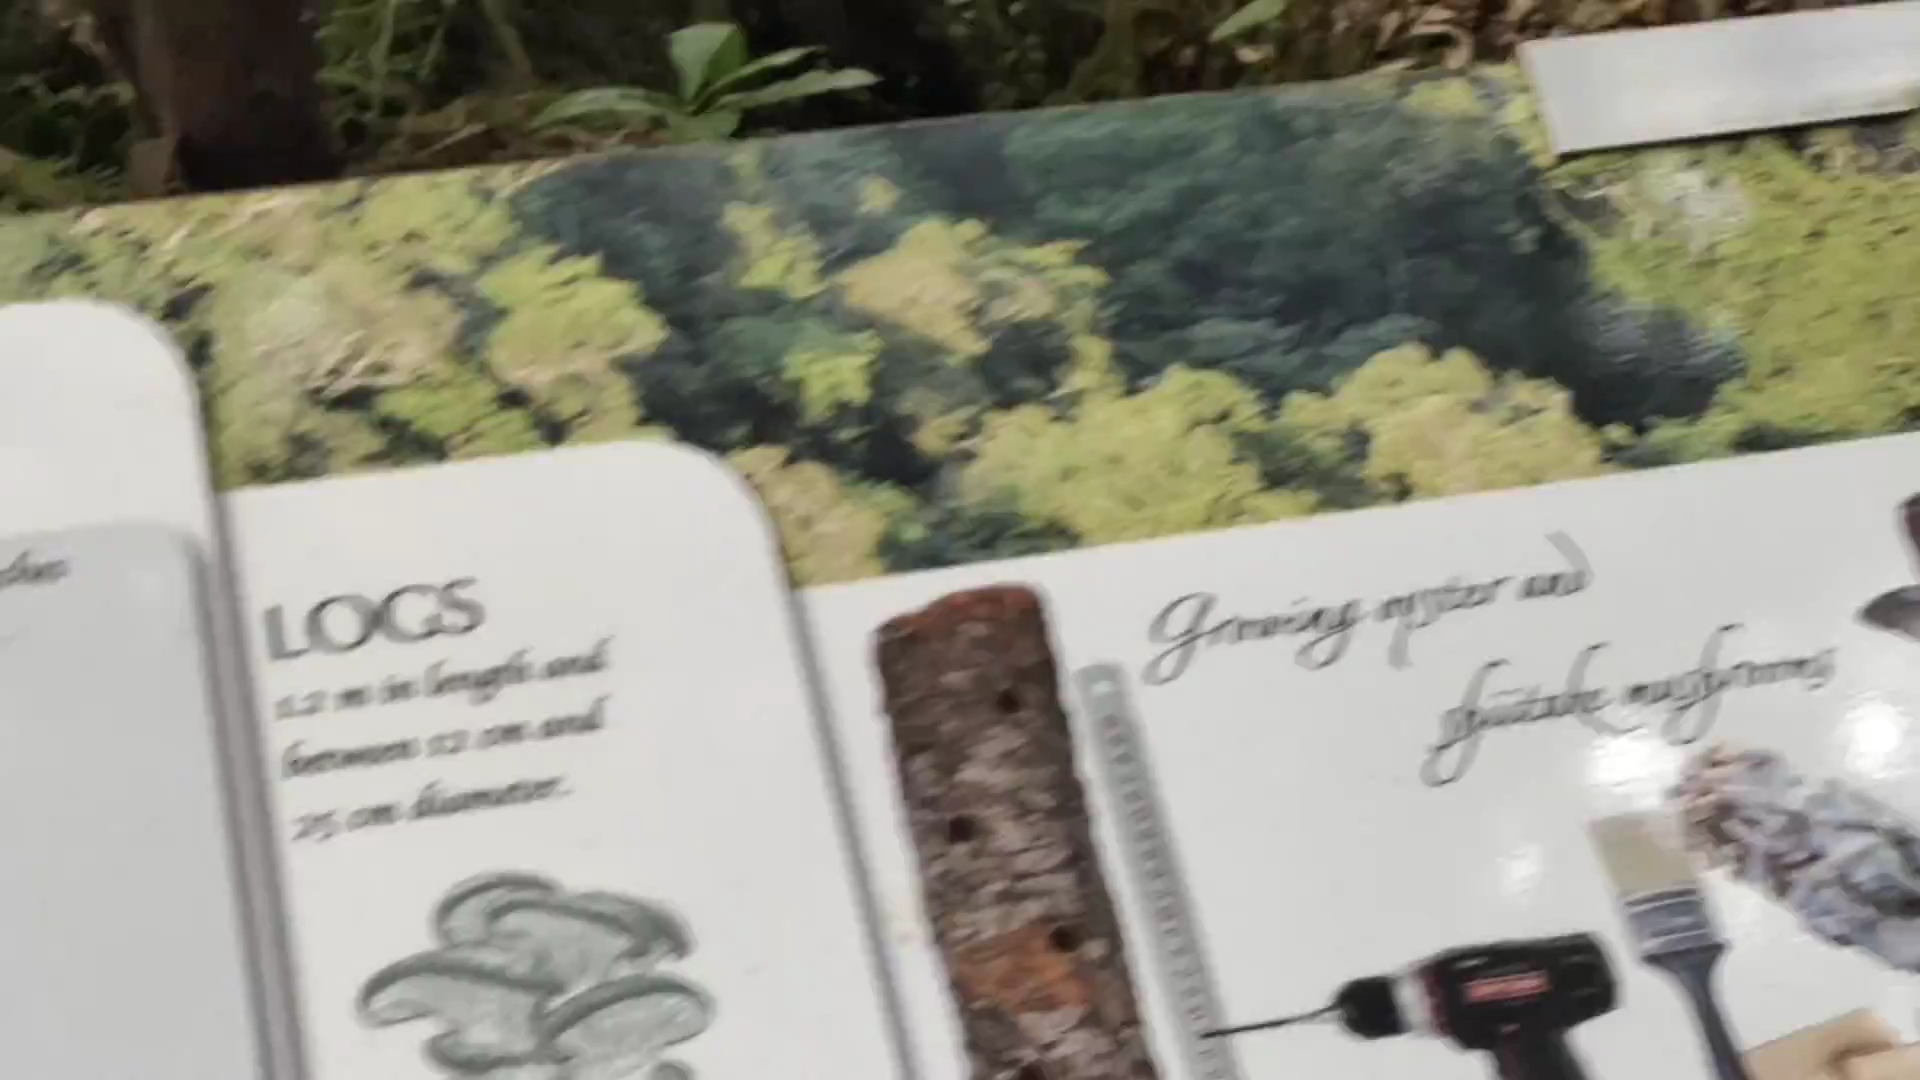 LOGS
1.2 m in length and
between 12 cm and
25 cm diameter.
Growing oyster and
shiitake mushrooms